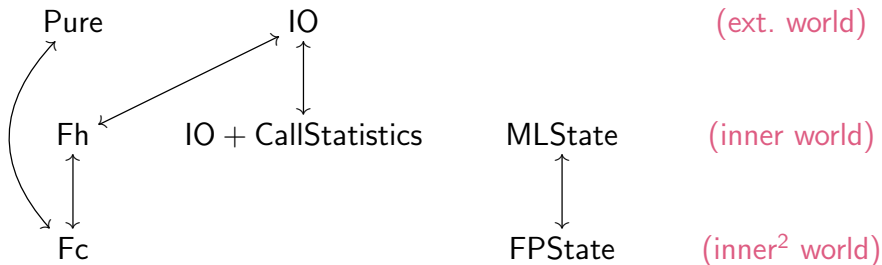 Pure IO (ext. world)
Fh IO + CallStatistics MLState (inner world)
Fc FPState (inner² world)